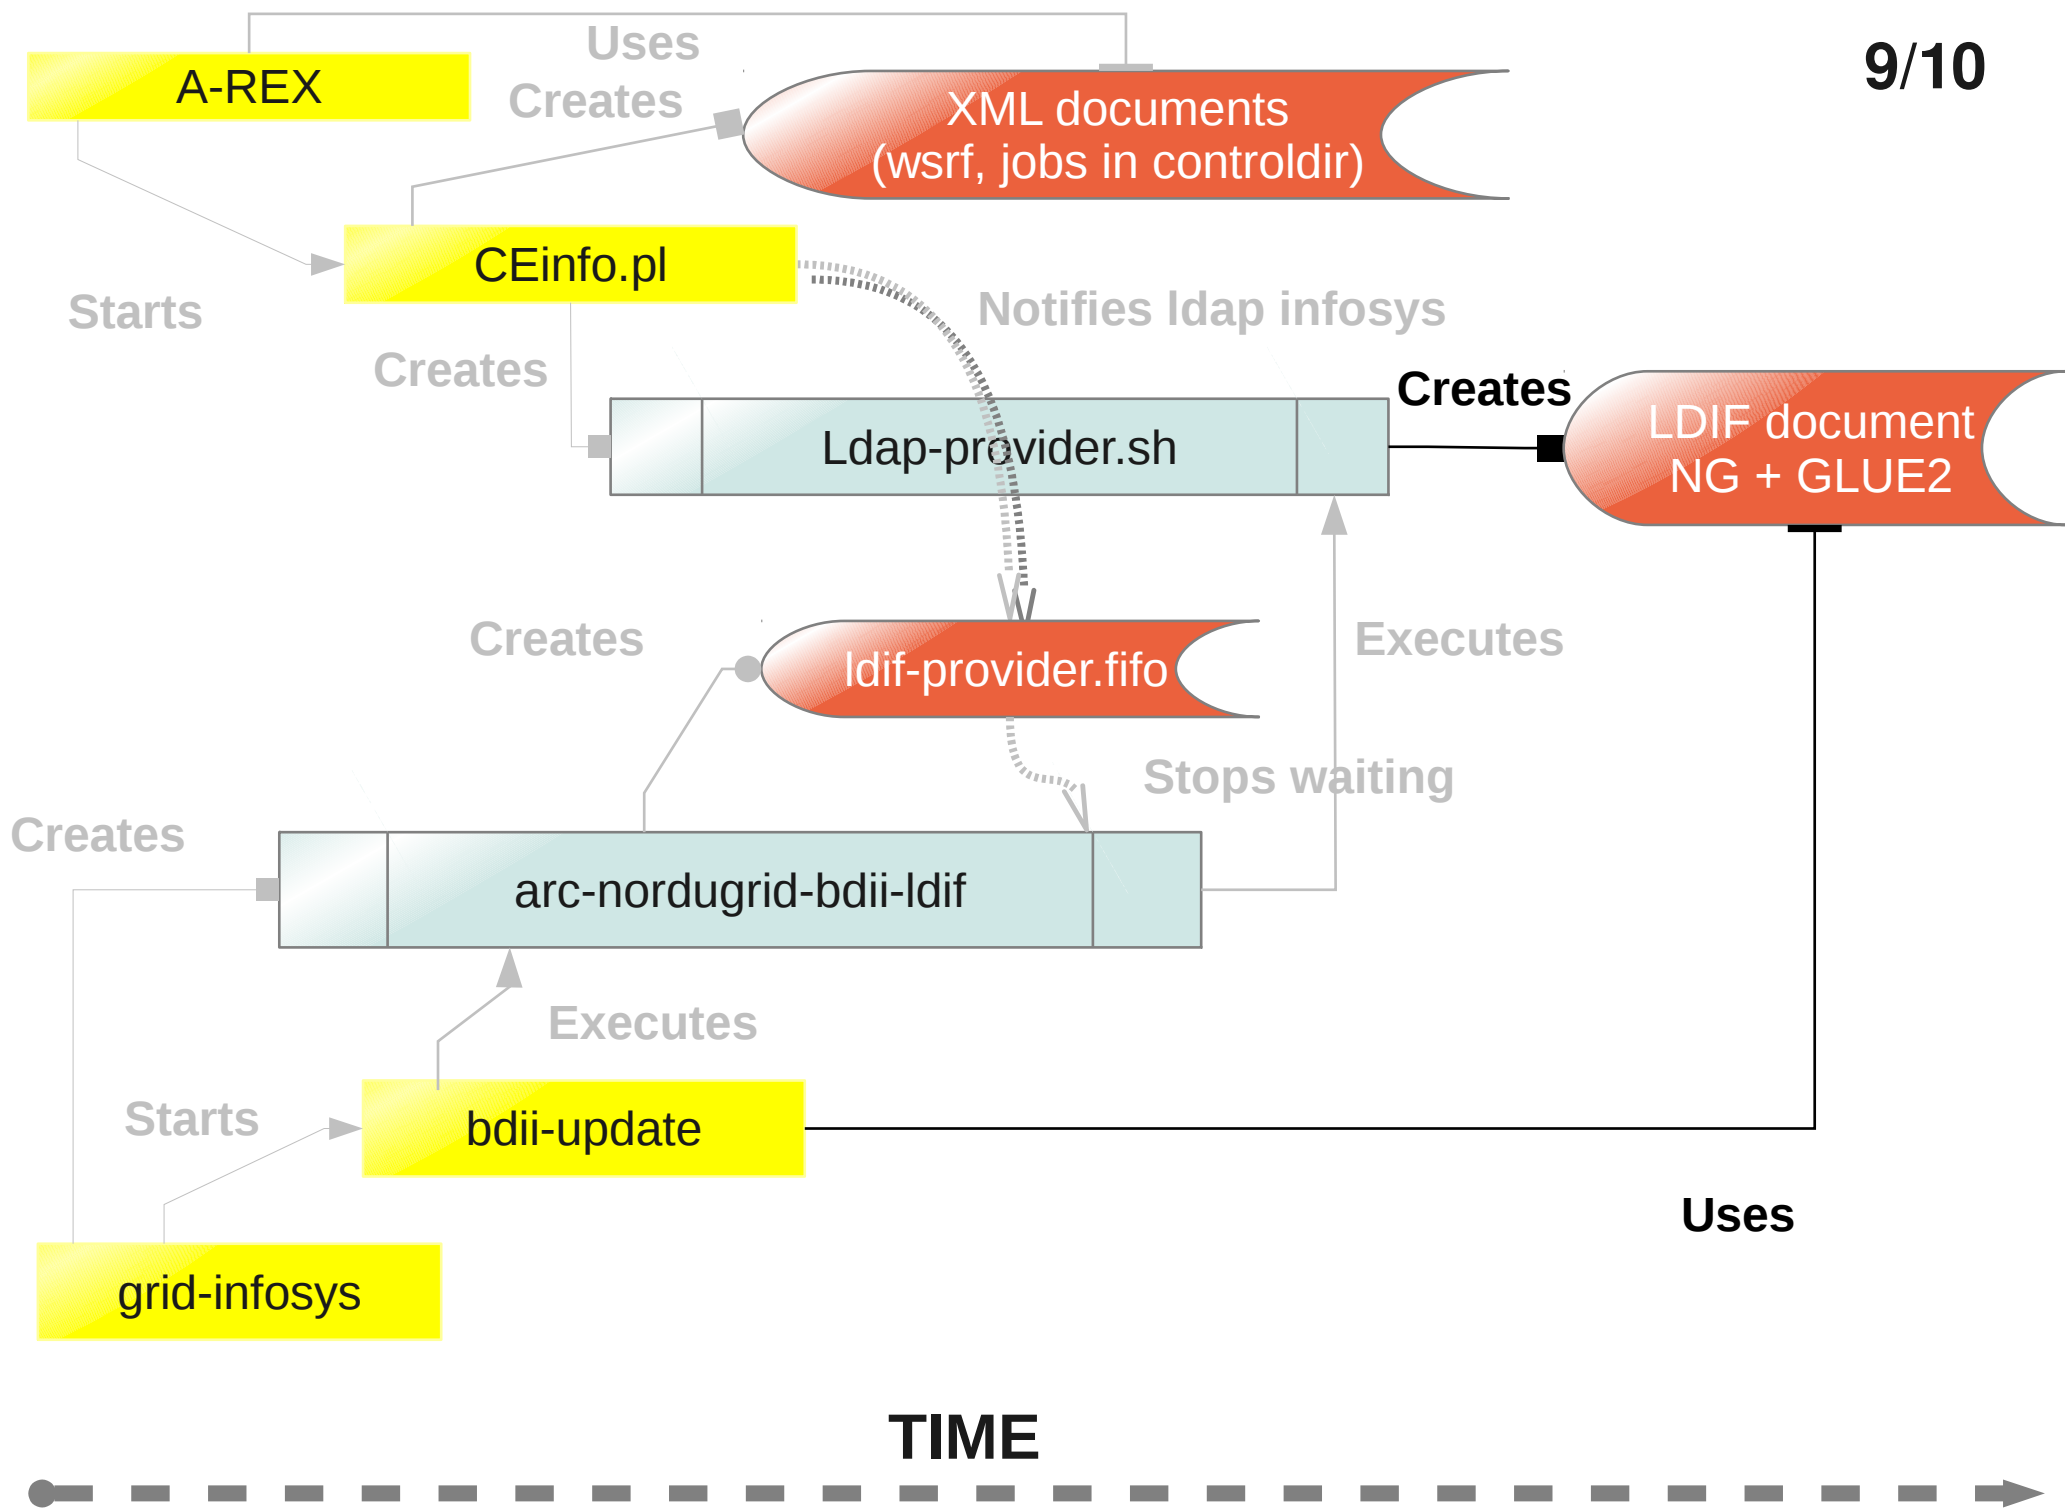 Uses
9/10
A-REX
Creates
XML documents
(wsrf, jobs in controldir)
CEinfo.pl
Starts
Notifies ldap infosys
Creates
Creates
Ldap-provider.sh
LDIF document
NG + GLUE2
Creates
ldif-provider.fifo
Executes
Stops waiting
Creates
arc-nordugrid-bdii-ldif
Executes
Starts
bdii-update
Uses
grid-infosys
TIME